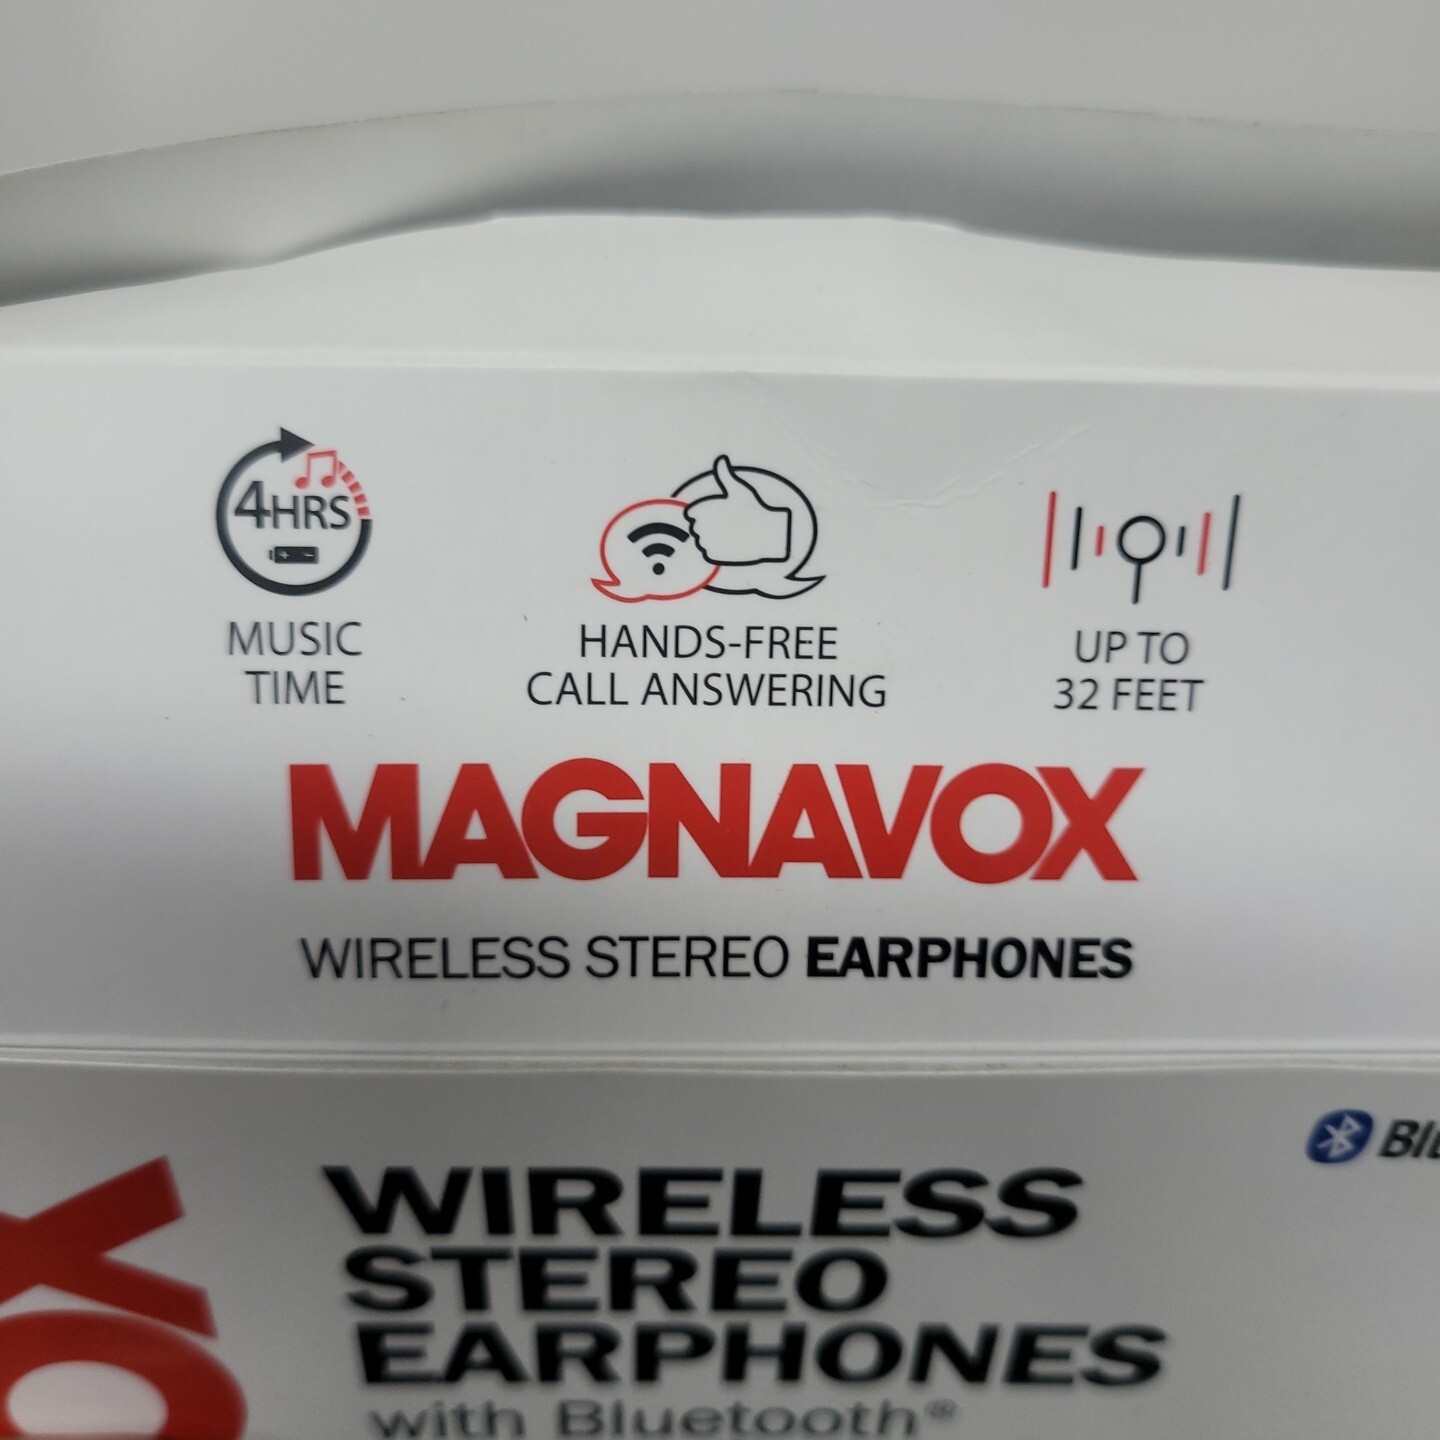 4HRS
MUSIC
TIME
HANDS-FREE
CALL ANSWERING
UP TO
32 FEET
MAGNAVOX
WIRELESS STEREO EARPHONES
WIRELESS
STEREO
EARPHONES
with Bluetooth®